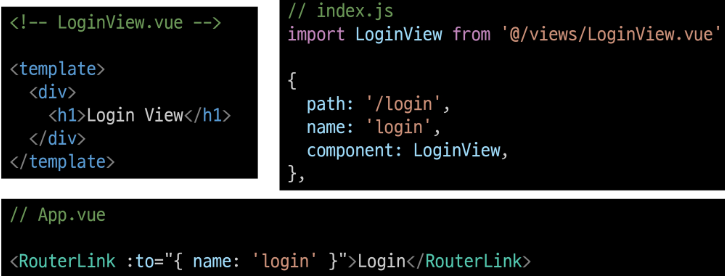 <!-- LoginView.vue -->
<template>
  <div>
    <h1>Login View</h1>
  </div>
</template>
// index.js
import LoginView from '@/views/LoginView.vue'
{
  path: '/login',
  name: 'login',
  component: LoginView,
},
// App.vue
<RouterLink :to="{ name: 'login' }">Login</RouterLink>